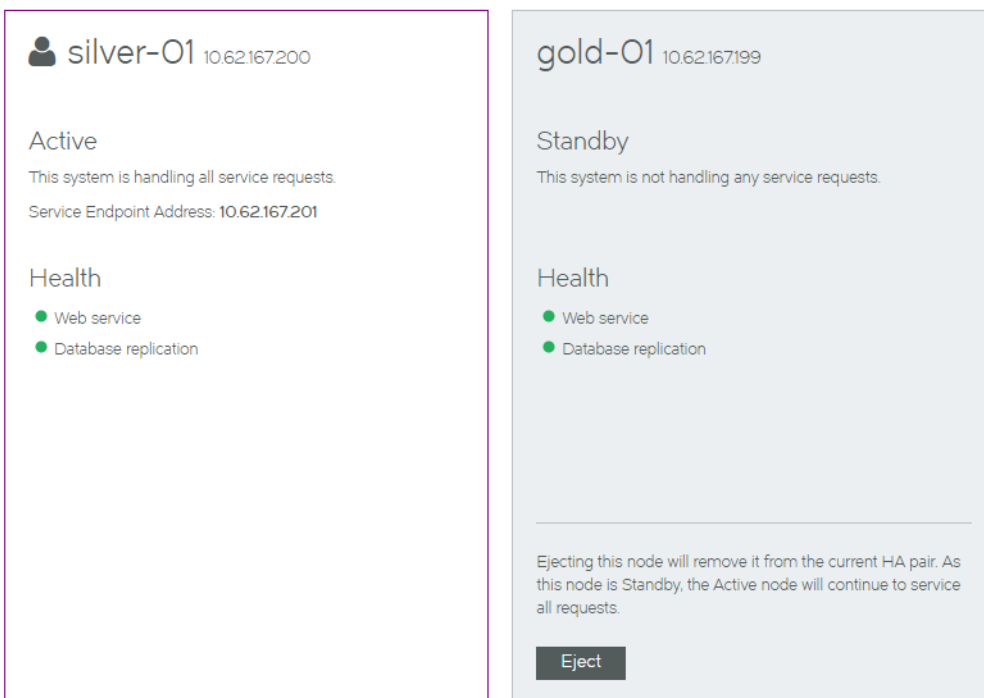 silver-01 10.62.167.200
Active
This system is handling all service requests.
Service Endpoint Address: 10.62.167.201
Health
Web service
Database replication
gold-01 10.62.167.199
Standby
This system is not handling any service requests.
Health
Web service
Database replication
Ejecting this node will remove it from the current HA pair. As
this node is Standby, the Active node will continue to service
all requests.
Eject